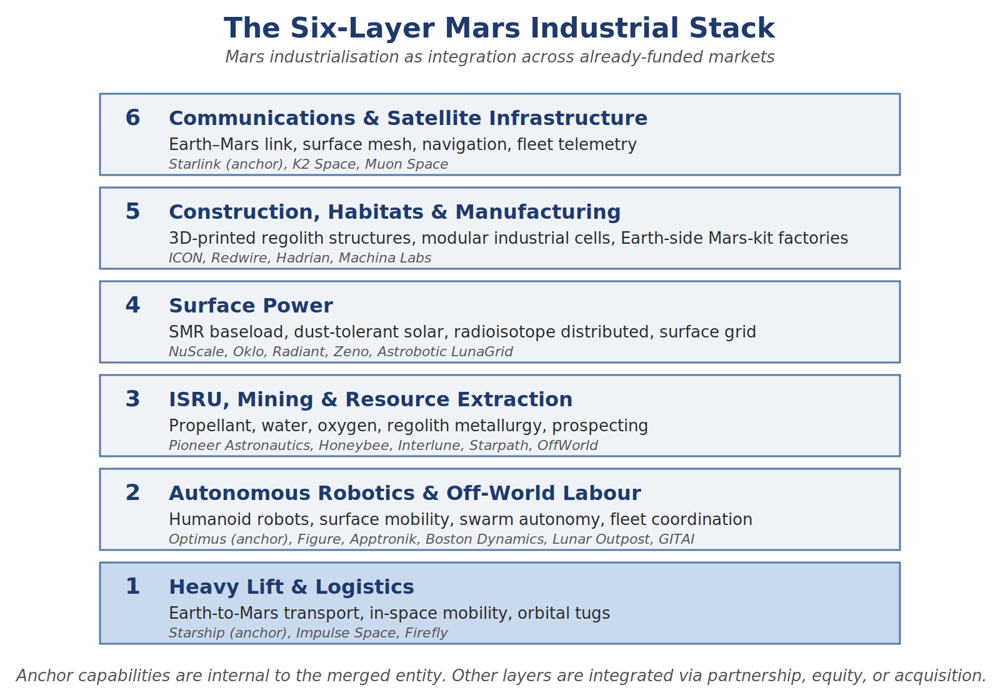 The Six-Layer Mars Industrial Stack
Mars industrialisation as integration across already-funded markets
6 Communications & Satellite Infrastructure
Earth–Mars link, surface mesh, navigation, fleet telemetry
Starlink (anchor), K2 Space, Muon Space
5 Construction, Habitats & Manufacturing
3D-printed regolith structures, modular industrial cells, Earth-side Mars-kit factories
ICON, Redwire, Hadrian, Machina Labs
4 Surface Power
SMR baseload, dust-tolerant solar, radioisotope distributed, surface grid
NuScale, Oklo, Radiant, Zeno, Astrobotic LunaGrid
3 ISRU, Mining & Resource Extraction
Propellant, water, oxygen, regolith metallurgy, prospecting
Pioneer Astronautics, Honeybee, Interlune, Starpath, OffWorld
2 Autonomous Robotics & Off-World Labour
Humanoid robots, surface mobility, swarm autonomy, fleet coordination
Optimus (anchor), Figure, Apptronik, Boston Dynamics, Lunar Outpost, GITAI
1 Heavy Lift & Logistics
Earth-to-Mars transport, in-space mobility, orbital tugs
Starship (anchor), Impulse Space, Firefly
Anchor capabilities are internal to the merged entity. Other layers are integrated via partnership, equity, or acquisition.